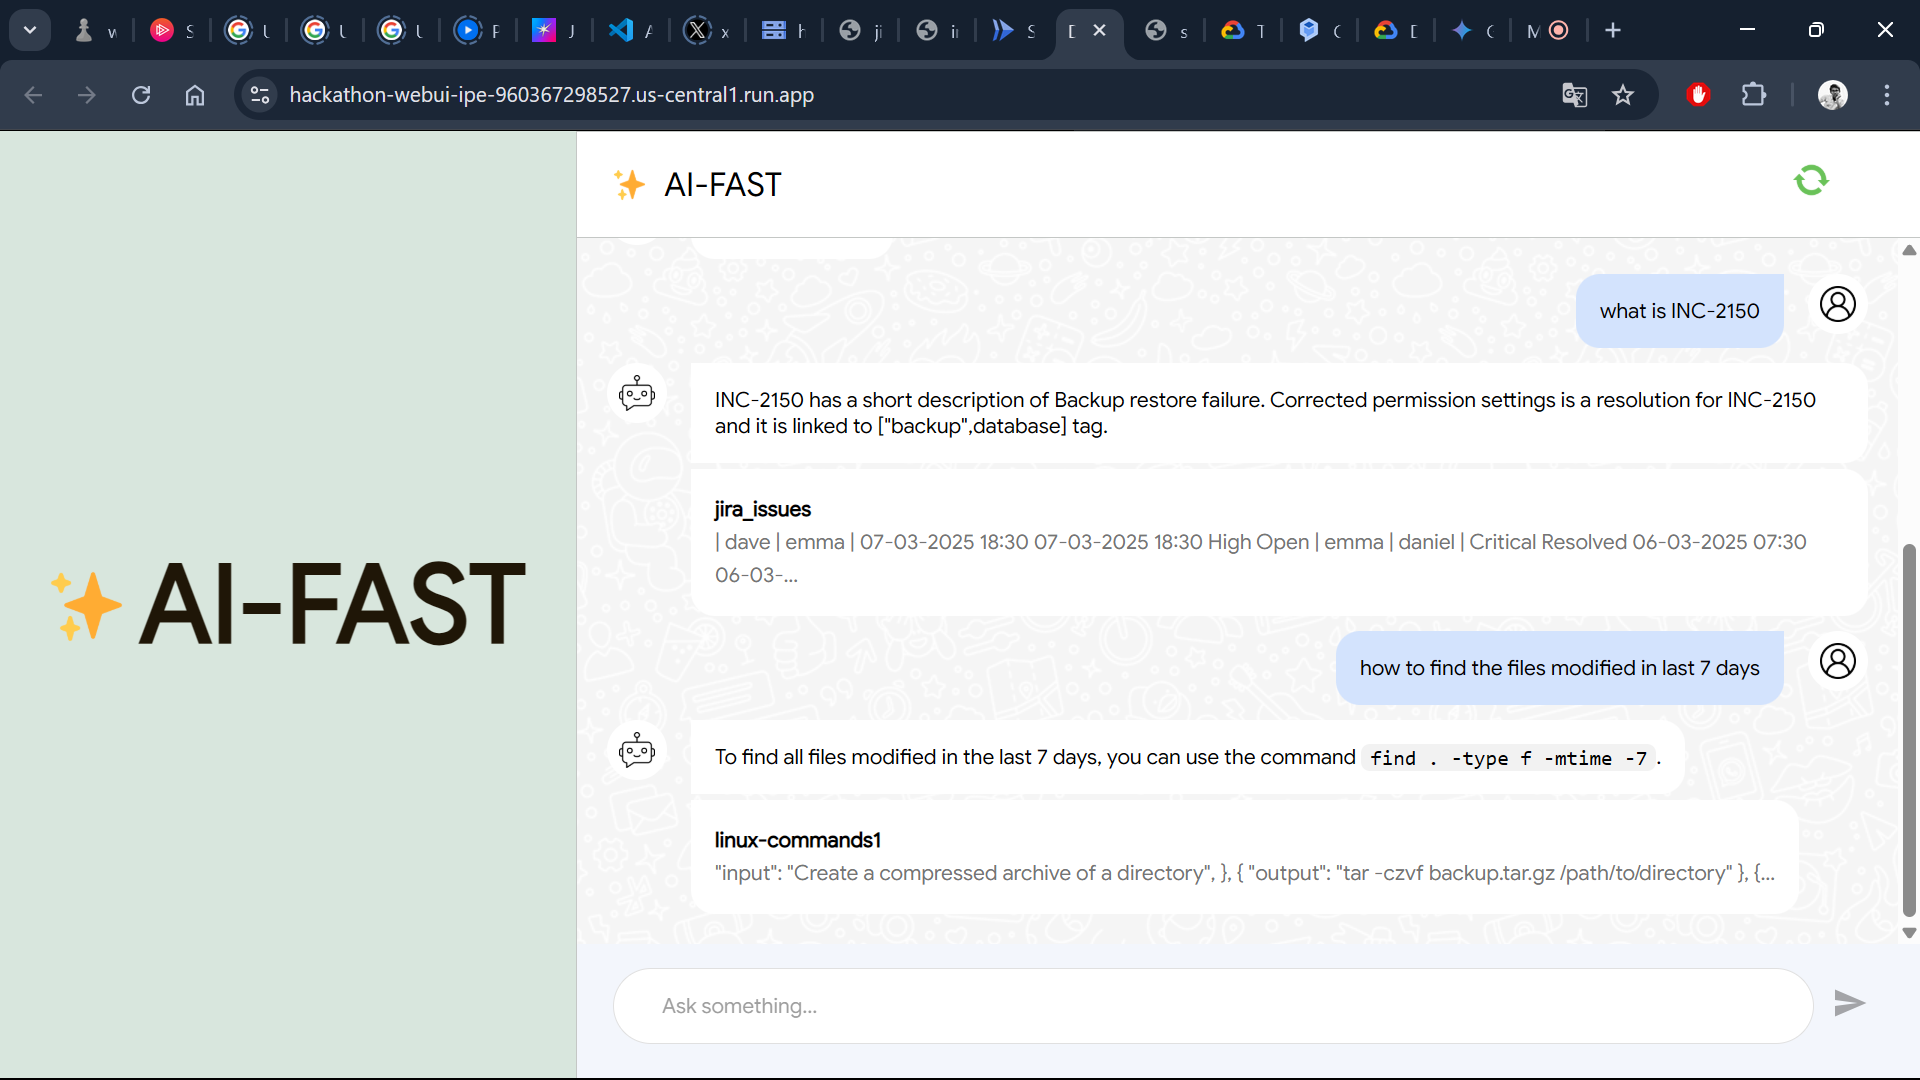 hackathon-webui-ipe-960367298527.us-central1.run.app
AI-FAST
AI-FAST
what is INC-2150
INC-2150 has a short description of Backup restore failure. Corrected permission settings is a resolution for INC-2150
and it is linked to ["backup",database] tag.
jira_issues
| dave | emma | 07-03-2025 18:30 07-03-2025 18:30 High Open | emma | daniel | Critical Resolved 06-03-2025 07:30
06-03-...
how to find the files modified in last 7 days
To find all files modified in the last 7 days, you can use the command find . -type f -mtime -7 .
linux-commands1
"input": "Create a compressed archive of a directory", }, { "output": "tar -czvf backup.tar.gz /path/to/directory" }, {...
Ask something...